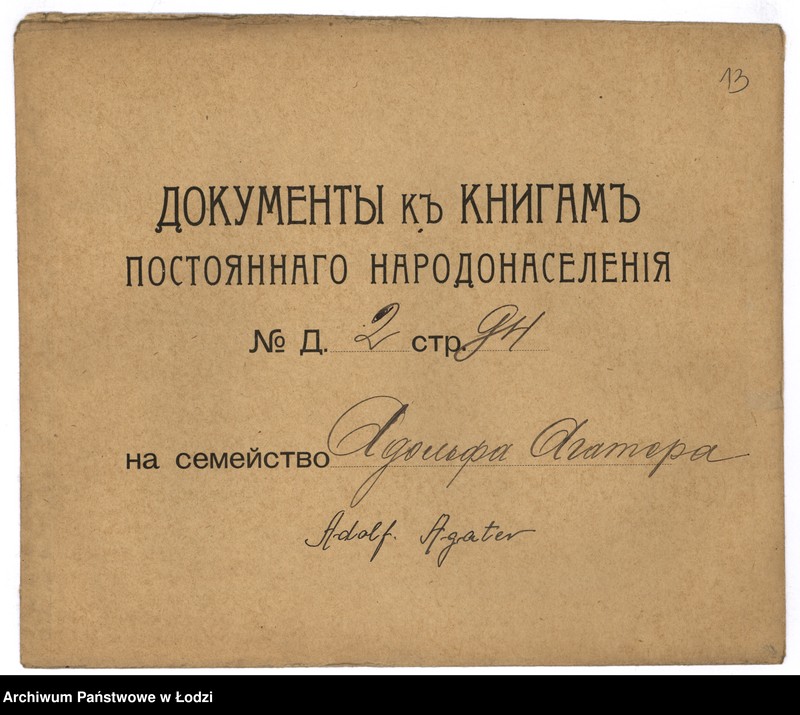 13
ДОКУМЕНТЫ КЪ КНИГАМЪ
ПОСТОЯННАГО НАРОДОНАСЕЛЕНІЯ
№ Д. 2 стр. 94
на семейство Адольфа Агатера
Adolf. Agater
Archiwum Państwowe w Łodzi